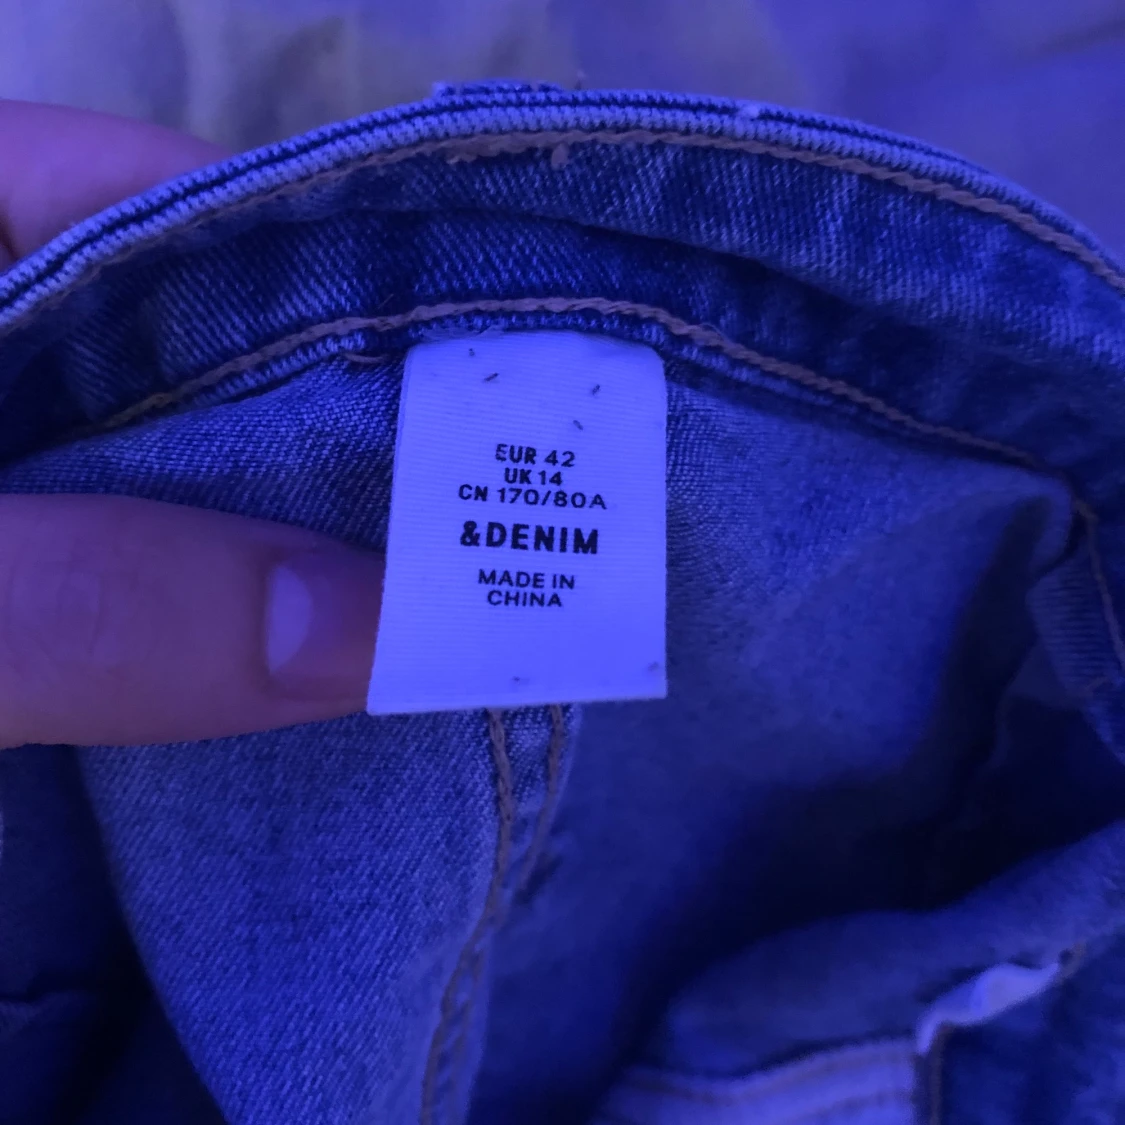 EUR 42
UK 14
CN 170/80A
&DENIM
MADE IN
CHINA